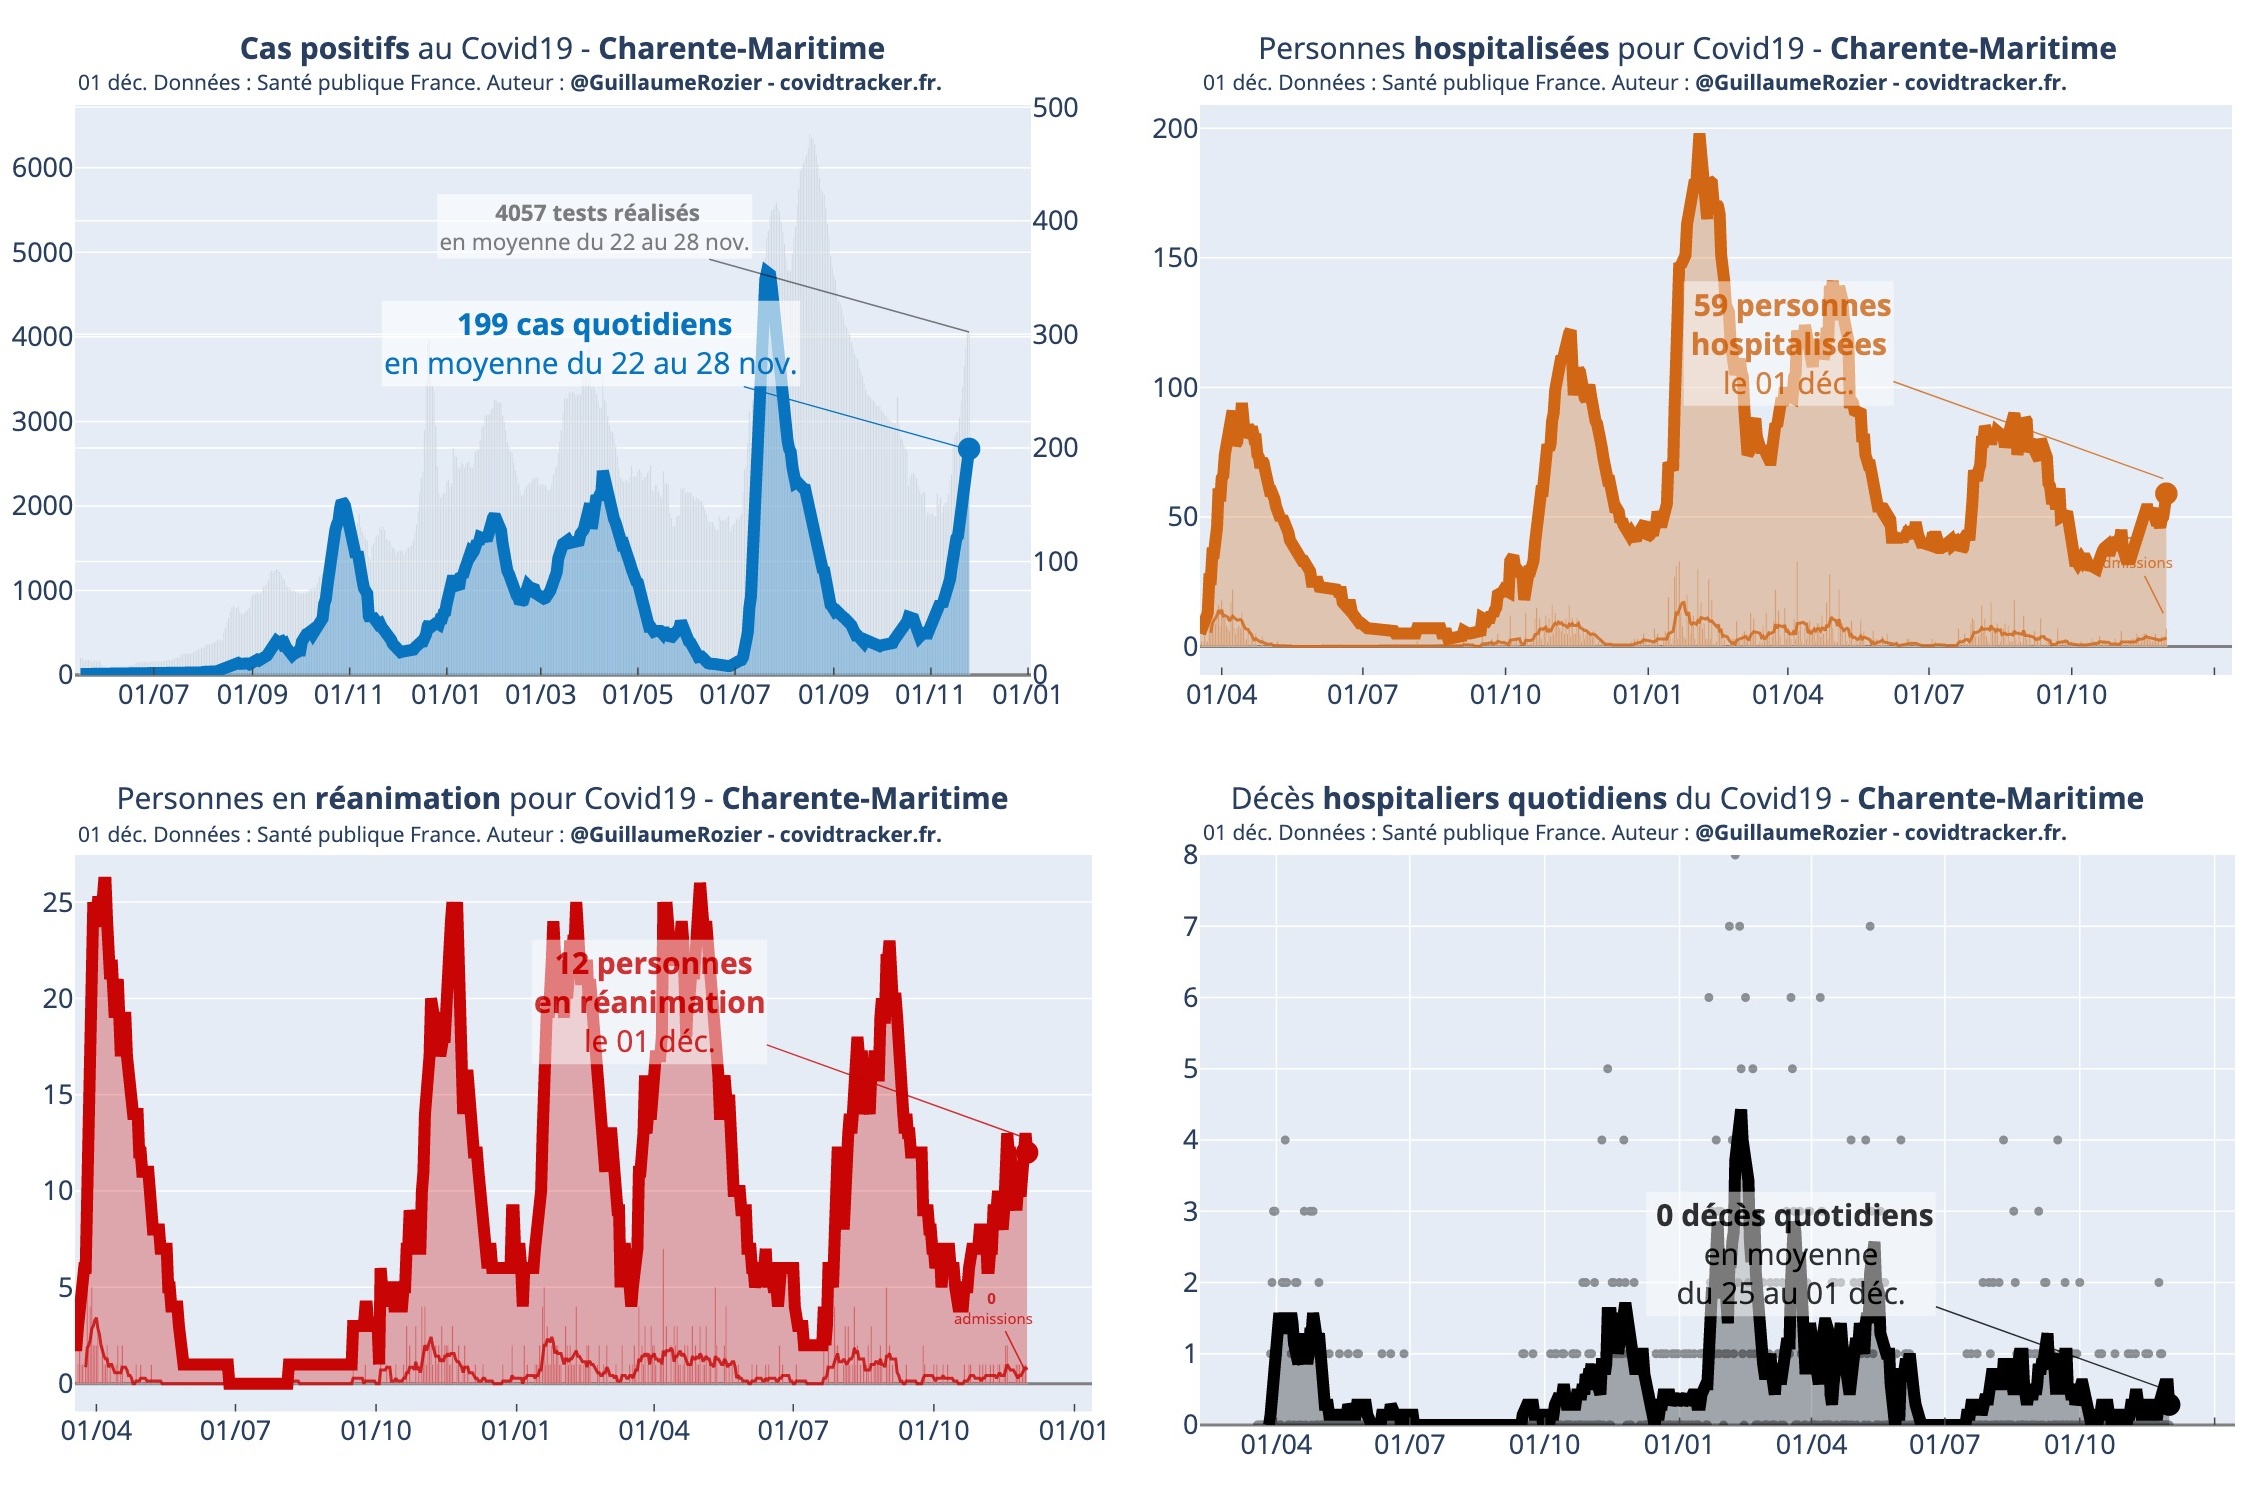 Cas positifs au Covid19 - Charente-Maritime
01 déc. Données : Santé publique France. Auteur : @GuillaumeRozier - covidtracker.fr.
500
6000
4057 tests réalisés
400
en moyenne du 22 au 28 nov.
5000
199 cas quotidiens
4000
300
en moyenne du 22 au 28 nov.
3000
200
2000
100
1000
0
0
01/07 01/09 01/11 01/01 01/03 01/05 01/07 01/09 01/11 01/01
Personnes hospitalisées pour Covid19 - Charente-Maritime
01 déc. Données : Santé publique France. Auteur : @GuillaumeRozier - covidtracker.fr.
200
150
59 personnes
hospitalisées
le 01 déc.
100
50
admissions
0
01/04 01/07 01/10 01/01 01/04 01/07 01/10
Personnes en réanimation pour Covid19 - Charente-Maritime
01 déc. Données : Santé publique France. Auteur : @GuillaumeRozier - covidtracker.fr.
25
12 personnes
20
en réanimation
le 01 déc.
15
10
5
0
admissions
0
01/04 01/07 01/10 01/01 01/04 01/07 01/10 01/01
Décès hospitaliers quotidiens du Covid19 - Charente-Maritime
01 déc. Données : Santé publique France. Auteur : @GuillaumeRozier - covidtracker.fr.
8
7
6
5
4
3
0 décès quotidiens
en moyenne
2
du 25 au 01 déc.
1
0
01/04 01/07 01/10 01/01 01/04 01/07 01/10